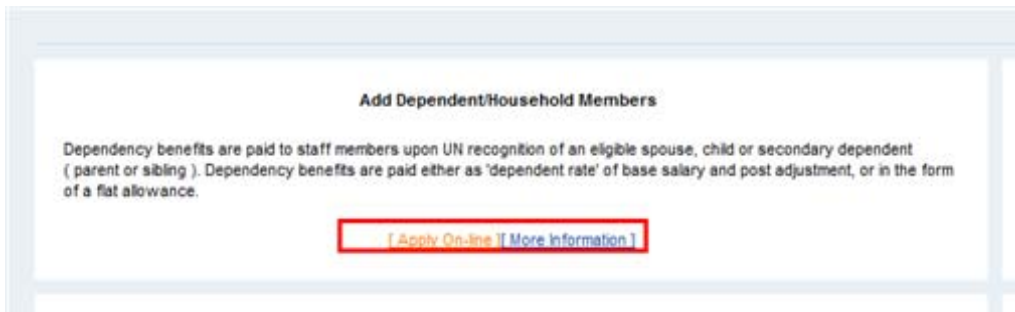 Add Dependent/Household Members
Dependency benefits are paid to staff members upon UN recognition of an eligible spouse, child or secondary dependent
( parent or sibling ). Dependency benefits are paid either as 'dependent rate' of base salary and post adjustment, or in the form
of a flat allowance.
[ Apply On-line ][ More Information ]